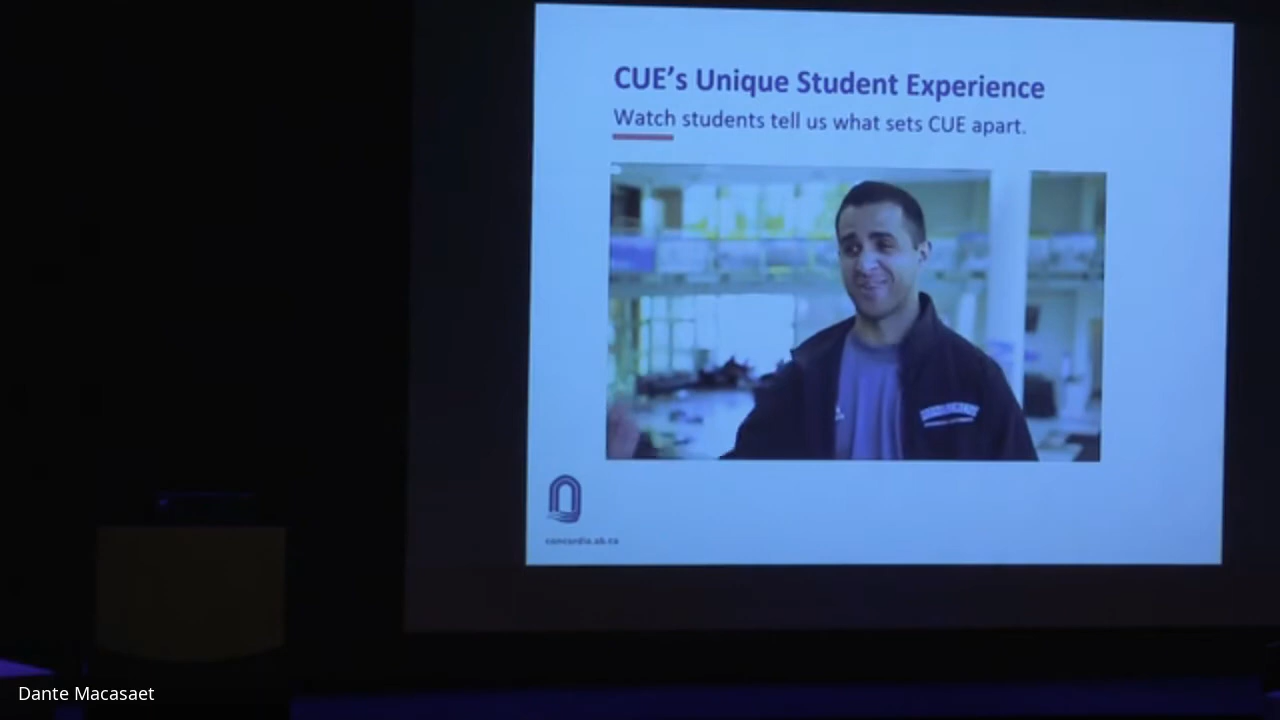 CUE's Unique Student Experience
Watch students tell us what sets CUE apart.
concordia.ab.ca
Dante Macasaet